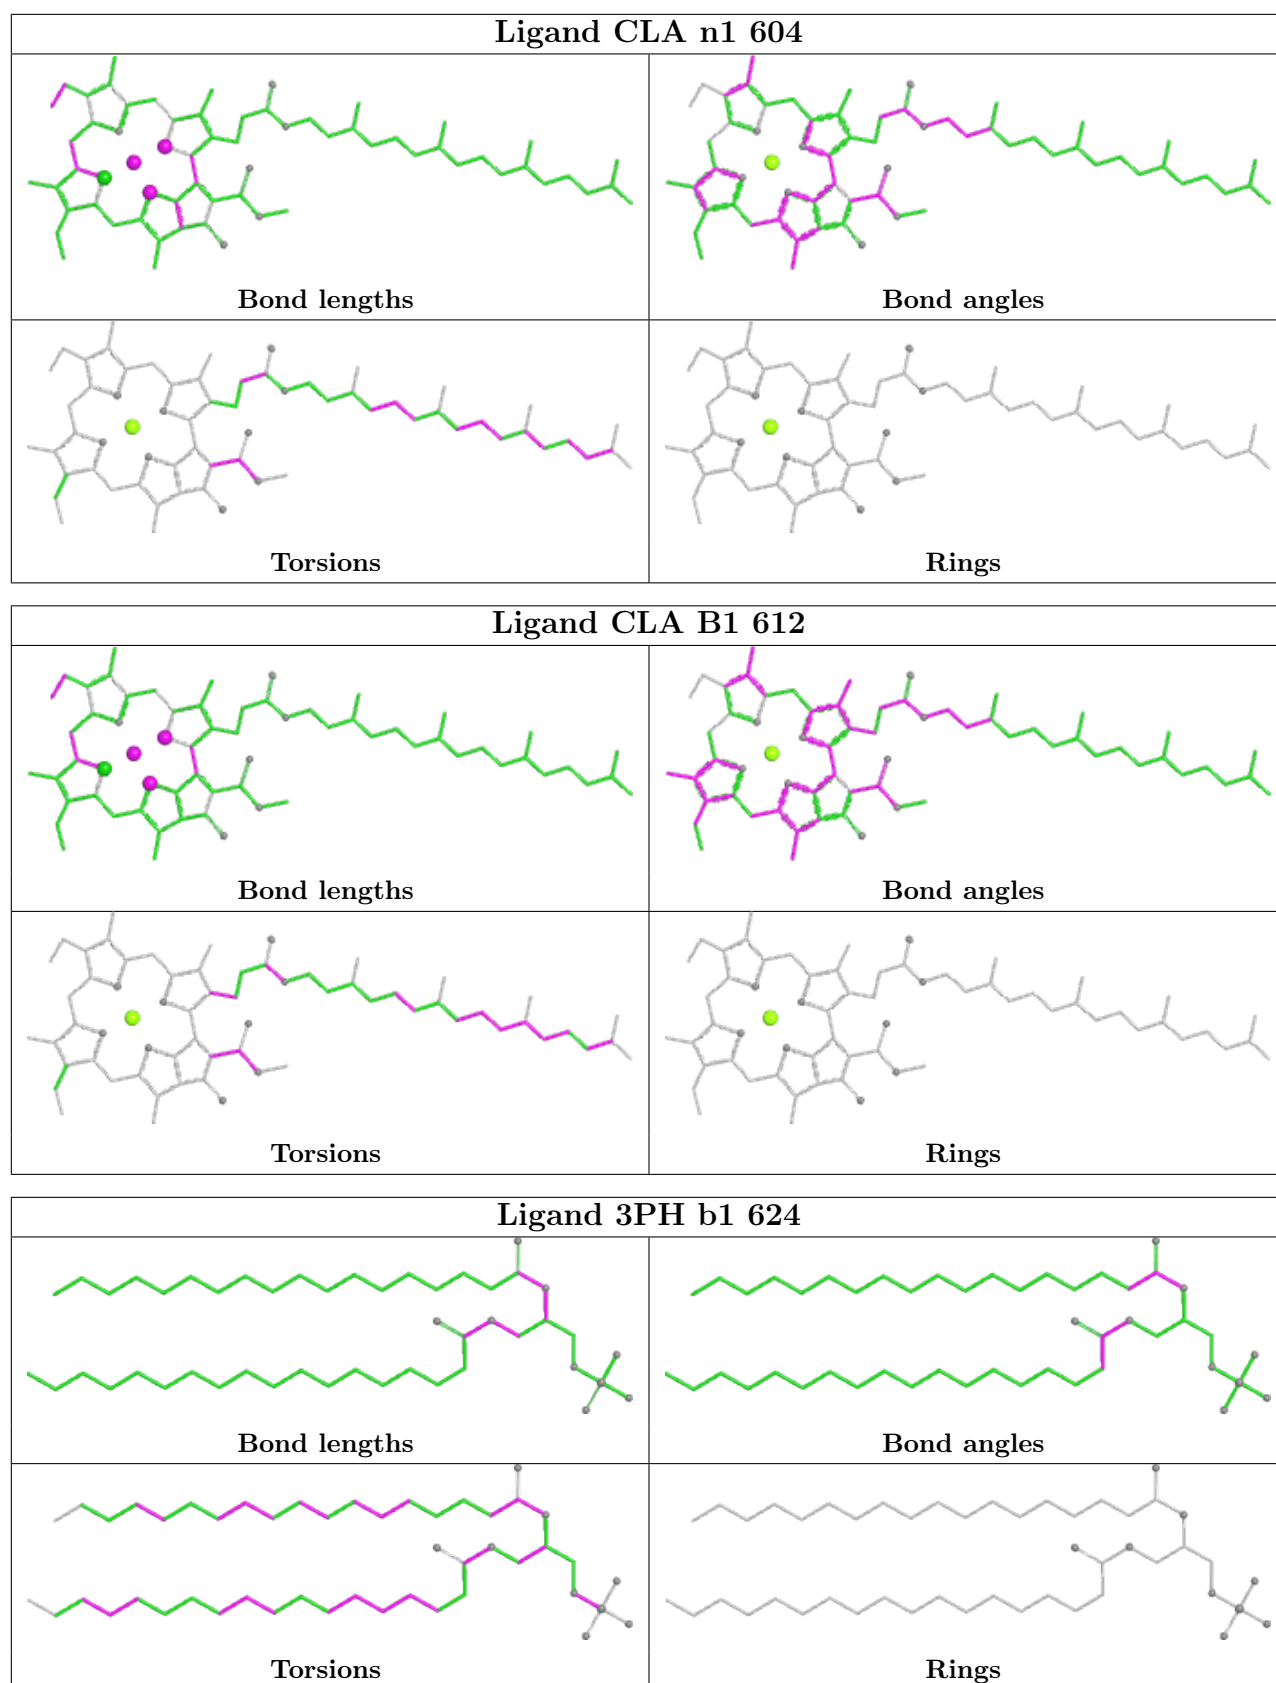 Ligand CLA n1 604
Bond lengths
Bond angles
Torsions
Rings
Ligand CLA B1 612
Bond lengths
Bond angles
Torsions
Rings
Ligand 3PH b1 624
Bond lengths
Bond angles
Torsions
Rings